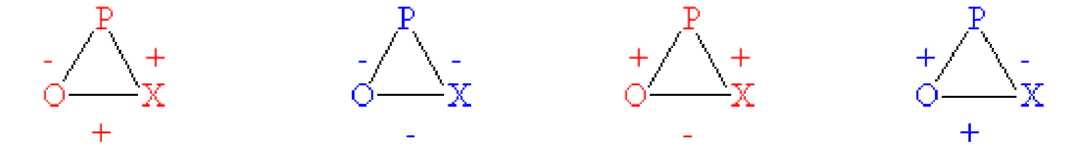 P P P P
- + - - + + + -
O X O X O X O X
+ - - +